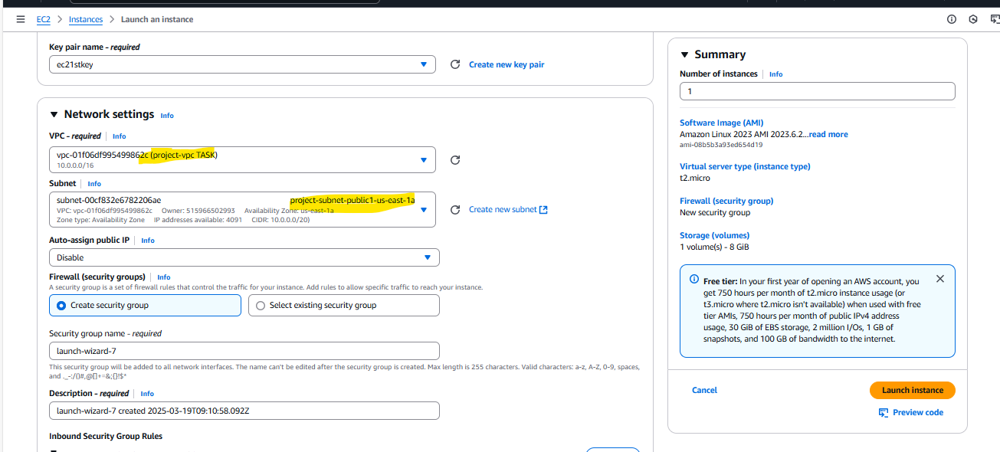 EC2 > Instances > Launch an instance
Key pair name - required
ec21stkey
Create new key pair
Network settings Info
VPC - required Info
vpc-01f06df995499862c (project-vpc TASK)
10.0.0.0/16
Subnet Info
subnet-00cf832e6782206ae project-subnet-public1-us-east-1a
VPC: vpc-01f06df995499862c Owner: 515966502993 Availability Zone: us-east-1a
Zone type: Availability Zone IP addresses available: 4091 CIDR: 10.0.0.0/20)
Create new subnet
Auto-assign public IP Info
Disable
Firewall (security groups) Info
A security group is a set of firewall rules that control the traffic for your instance. Add rules to allow specific traffic to reach your instance.
Create security group
Select existing security group
Security group name - required
launch-wizard-7
This security group will be added to all network interfaces. The name can't be edited after the security group is created. Max length is 255 characters. Valid characters: a-z, A-Z, 0-9, spaces,
and ._-:/()#,@[]+=&;{}!$*
Description - required Info
launch-wizard-7 created 2025-03-19T09:10:58.092Z
Inbound Security Group Rules
Summary
Number of instances Info
1
Software Image (AMI)
Amazon Linux 2023 AMI 2023.6.2...read more
ami-08b5b3a93ed654d19
Virtual server type (instance type)
t2.micro
Firewall (security group)
New security group
Storage (volumes)
1 volume(s) - 8 GiB
Free tier: In your first year of opening an AWS account, you
get 750 hours per month of t2.micro instance usage (or
t3.micro where t2.micro isn't available) when used with free
tier AMIs, 750 hours per month of public IPv4 address
usage, 30 GiB of EBS storage, 2 million I/Os, 1 GB of
snapshots, and 100 GB of bandwidth to the internet.
Cancel
Launch instance
Preview code